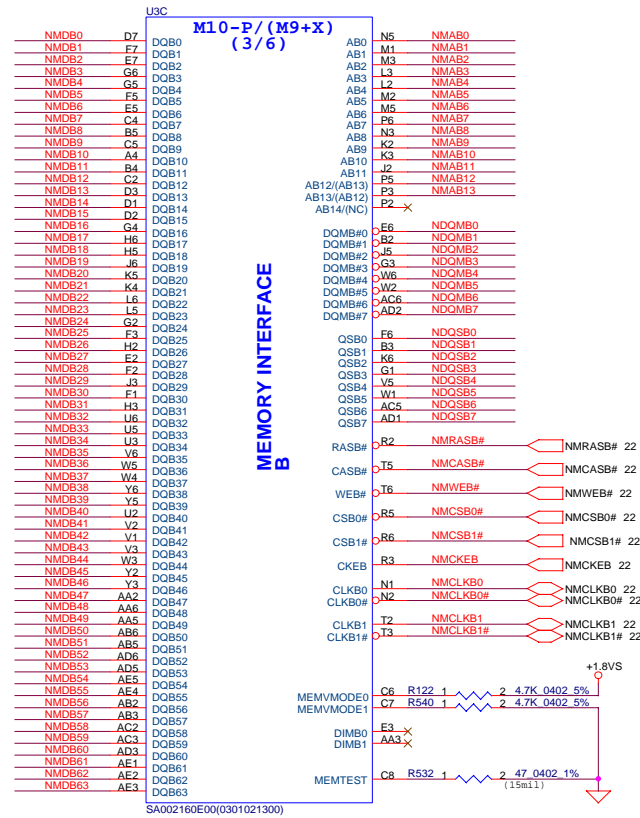 U3C
M10-P/(M9+X)
(3/6)
NMDB0 D7 DQB0
NMDB1 F7 DQB1
NMDB2 E7 DQB2
NMDB3 G6 DQB3
NMDB4 G5 DQB4
NMDB5 F5 DQB5
NMDB6 E5 DQB6
NMDB7 C4 DQB7
NMDB8 B5 DQB8
NMDB9 C5 DQB9
NMDB10 A4 DQB10
NMDB11 B4 DQB11
NMDB12 C2 DQB12
NMDB13 D3 DQB13
NMDB14 D1 DQB14
NMDB15 D2 DQB15
NMDB16 G4 DQB16
NMDB17 H6 DQB17
NMDB18 H5 DQB18
NMDB19 J6 DQB19
NMDB20 K5 DQB20
NMDB21 K4 DQB21
NMDB22 L6 DQB22
NMDB23 L5 DQB23
NMDB24 G2 DQB24
NMDB25 F3 DQB25
NMDB26 H2 DQB26
NMDB27 E2 DQB27
NMDB28 F2 DQB28
NMDB29 J3 DQB29
NMDB30 F1 DQB30
NMDB31 H3 DQB31
NMDB32 U6 DQB32
NMDB33 U5 DQB33
NMDB34 U3 DQB34
NMDB35 V6 DQB35
NMDB36 W5 DQB36
NMDB37 W4 DQB37
NMDB38 Y6 DQB38
NMDB39 Y5 DQB39
NMDB40 U2 DQB40
NMDB41 V2 DQB41
NMDB42 V1 DQB42
NMDB43 V3 DQB43
NMDB44 W3 DQB44
NMDB45 Y2 DQB45
NMDB46 Y3 DQB46
NMDB47 AA2 DQB47
NMDB48 AA6 DQB48
NMDB49 AA5 DQB49
NMDB50 AB6 DQB50
NMDB51 AB5 DQB51
NMDB52 AD6 DQB52
NMDB53 AD5 DQB53
NMDB54 AE5 DQB54
NMDB55 AE4 DQB55
NMDB56 AB2 DQB56
NMDB57 AB3 DQB57
NMDB58 AC2 DQB58
NMDB59 AC3 DQB59
NMDB60 AD3 DQB60
NMDB61 AE1 DQB61
NMDB62 AE2 DQB62
NMDB63 AE3 DQB63
MEMORY INTERFACE
B
AB0 N5 NMAB0
AB1 M1 NMAB1
AB2 M3 NMAB2
AB3 L3 NMAB3
AB4 L2 NMAB4
AB5 M2 NMAB5
AB6 M5 NMAB6
AB7 P6 NMAB7
AB8 N3 NMAB8
AB9 K2 NMAB9
AB10 K3 NMAB10
AB11 J2 NMAB11
AB12/(AB13) P5 NMAB12
AB13/(AB12) P3 NMAB13
AB14/(NC) P2
DQMB#0 E6 NDQMB0
DQMB#1 B2 NDQMB1
DQMB#2 J5 NDQMB2
DQMB#3 G3 NDQMB3
DQMB#4 W6 NDQMB4
DQMB#5 W2 NDQMB5
DQMB#6 AC6 NDQMB6
DQMB#7 AD2 NDQMB7
QSB0 F6 NDQSB0
QSB1 B3 NDQSB1
QSB2 K6 NDQSB2
QSB3 G1 NDQSB3
QSB4 V5 NDQSB4
QSB5 W1 NDQSB5
QSB6 AC5 NDQSB6
QSB7 AD1 NDQSB7
RASB# R2 NMRASB# NMRASB# 22
CASB# T5 NMCASB# NMCASB# 22
WEB# T6 NMWEB# NMWEB# 22
CSB0# R5 NMCSB0# NMCSB0# 22
CSB1# R6 NMCSB1# NMCSB1# 22
CKEB R3 NMCKEB NMCKEB 22
CLKB0 N1 NMCLKB0 NMCLKB0 22
CLKB0# N2 NMCLKB0# NMCLKB0# 22
CLKB1 T2 NMCLKB1 NMCLKB1 22
CLKB1# T3 NMCLKB1# NMCLKB1# 22
+1.8VS
MEMVMODE0 C6 R122 1 2 4.7K_0402_5%
MEMVMODE1 C7 R540 1 2 4.7K_0402_5%
DIMB0 E3
DIMB1 AA3
MEMTEST C8 R532 1 2 47_0402_1%
(15mil)
SA002160E00(0301021300)